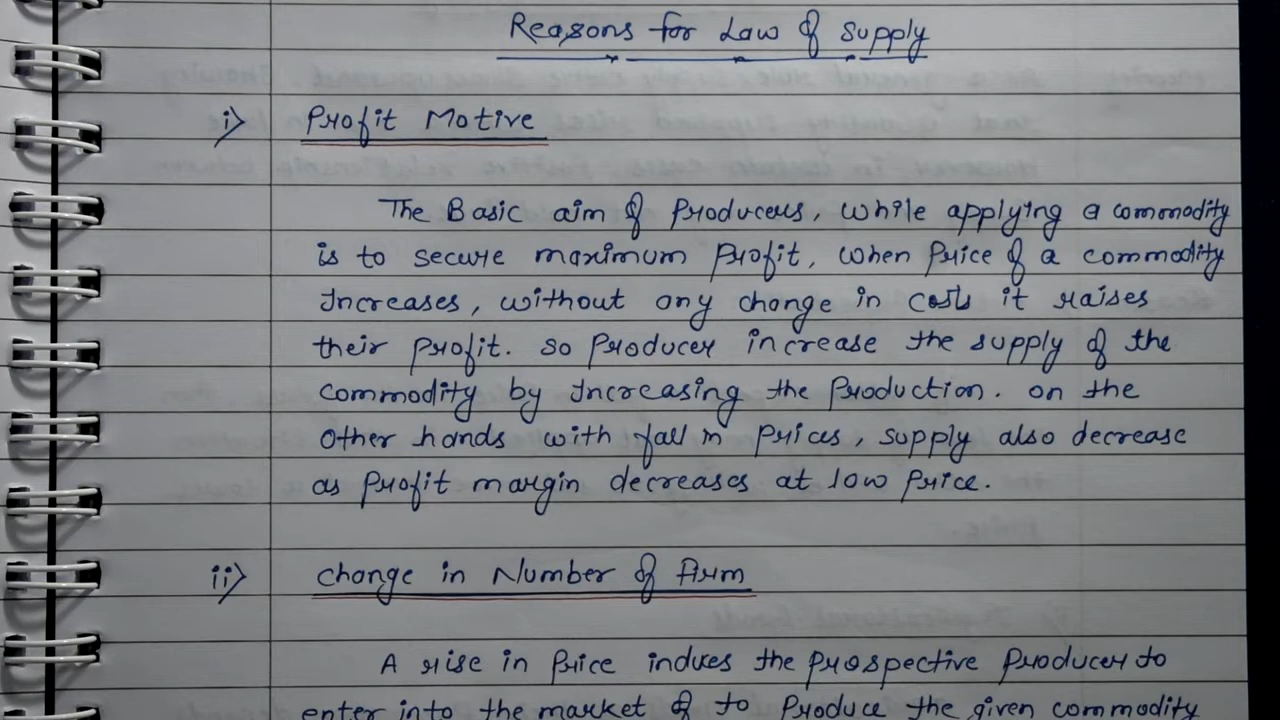 Reasons for Law of Supply
i) Profit Motive
The Basic aim of Producers, while applying a commodity
is to secure maximum Profit, when Price of a commodity
Increases, without any change in costs it raises
their profit. so Producer increase the supply of the
commodity by Increasing the Production. on the
Other hands with fall in Prices, supply also decrease
as Profit margin decreases at low Price.
ii) change in Number of Firm
A rise in Price induces the Prospective Producer to
enter into the market of to Produce the given commodity